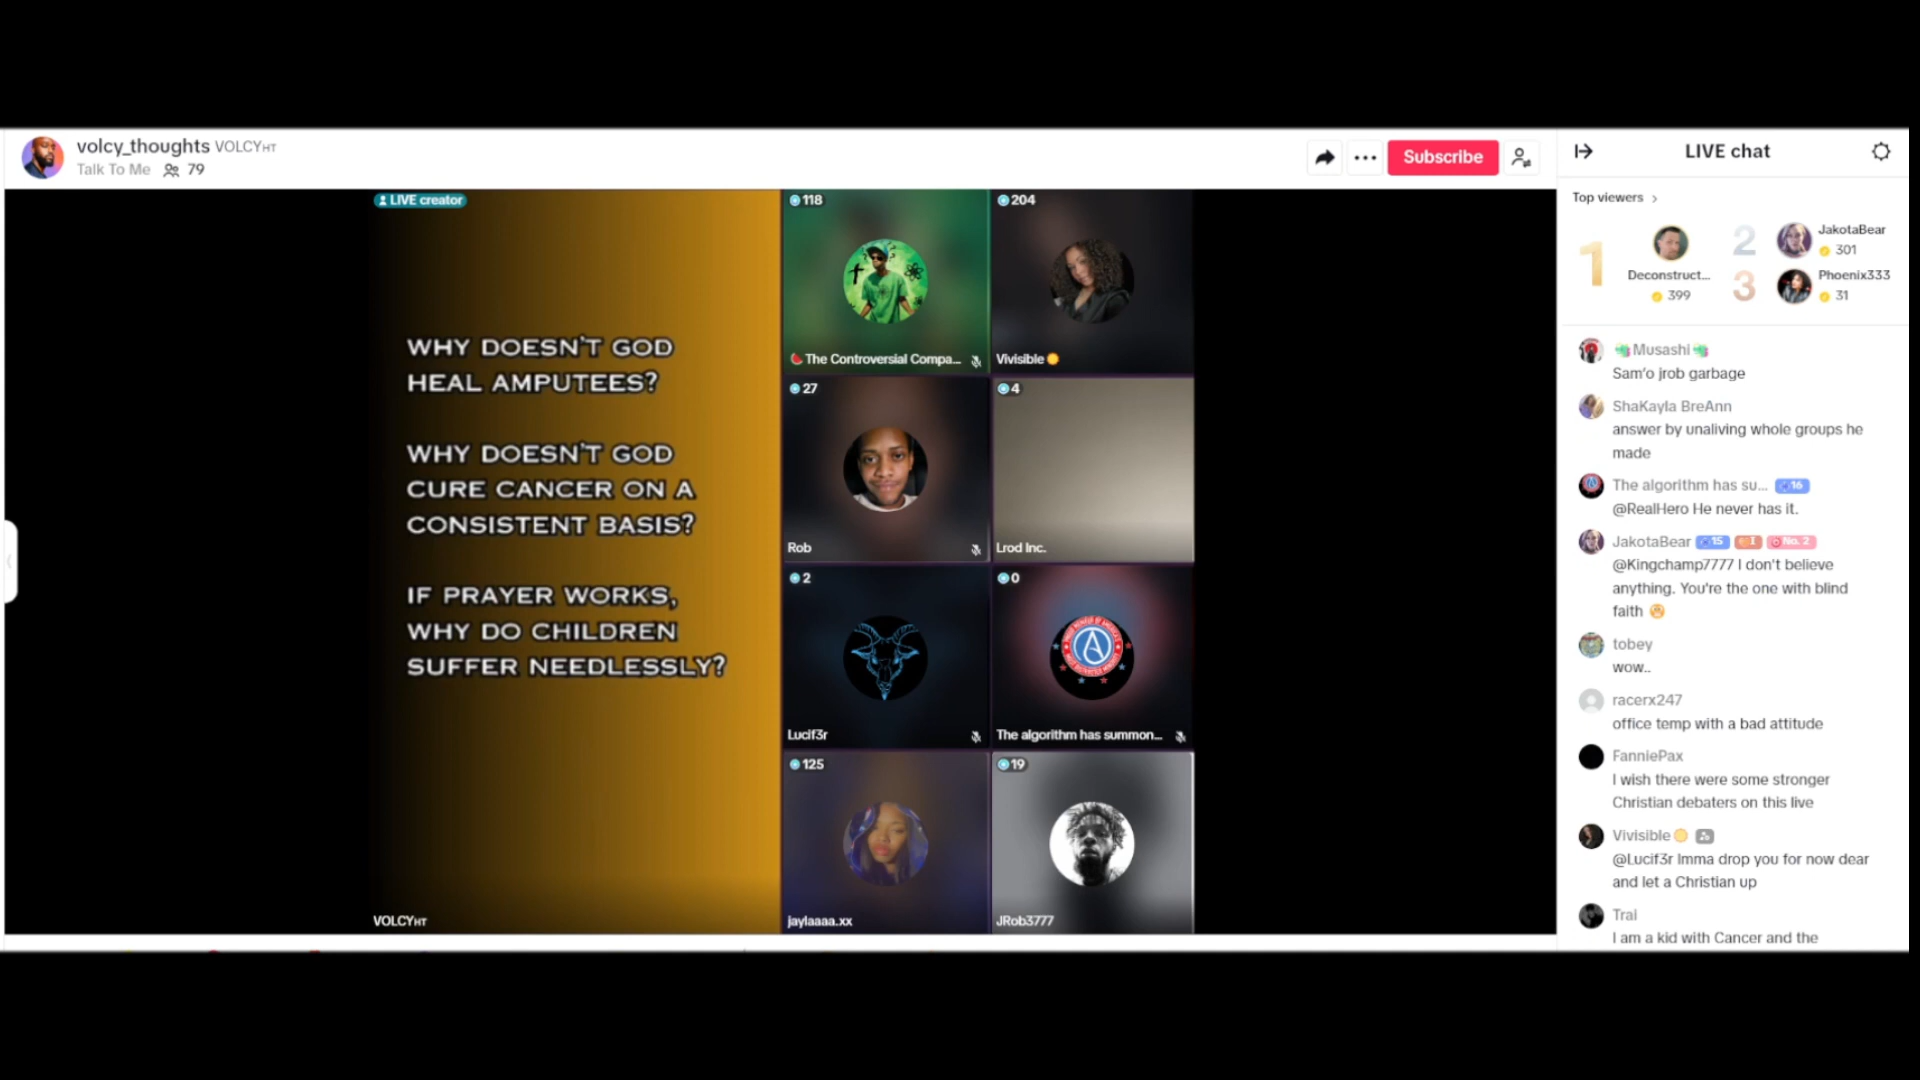 volcy_thoughts VOLCYHT
Talk To Me 79
Subscribe
LIVE creator
WHY DOESN'T GOD
HEAL AMPUTEES?
WHY DOESN'T GOD
CURE CANCER ON A
CONSISTENT BASIS?
IF PRAYER WORKS,
WHY DO CHILDREN
SUFFER NEEDLESSLY?
VOLCYHT
118
🍉 The Controversial Compa...
204
Vivisible
27
Rob
4
Lrod Inc.
2
Lucif3r
0
The algorithm has summon...
125
jaylaaaa.xx
19
JRob3777
LIVE chat
Top viewers >
1
Deconstruct...
399
2
JakotaBear
301
3
Phoenix333
31
Musashi
Sam'o jrob garbage
ShaKayla BreAnn
answer by unaliving whole groups he
made
The algorithm has su... 16
@RealHero He never has it.
JakotaBear 15 I No. 2
@Kingchamp7777 I don't believe
anything. You're the one with blind
faith
tobey
wow..
racerx247
office temp with a bad attitude
FanniePax
I wish there were some stronger
Christian debaters on this live
Vivisible
@Lucif3r Imma drop you for now dear
and let a Christian up
Trai
I am a kid with Cancer and the